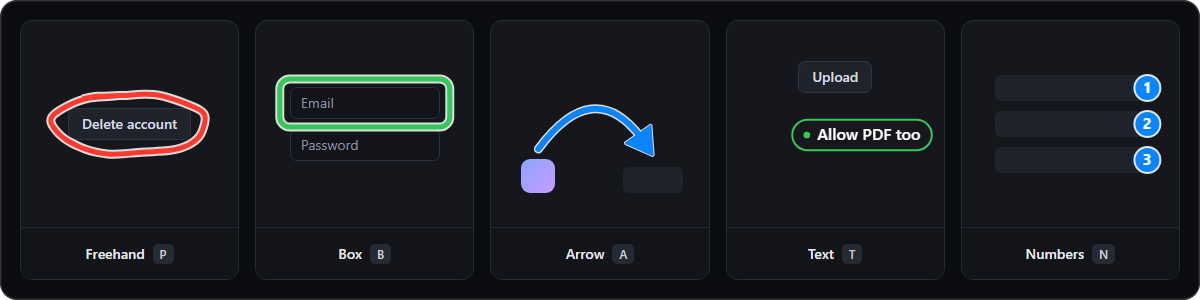 Delete account
Freehand P
Email
Password
Box B
Arrow A
Upload
Allow PDF too
Text T
1
2
3
Numbers N